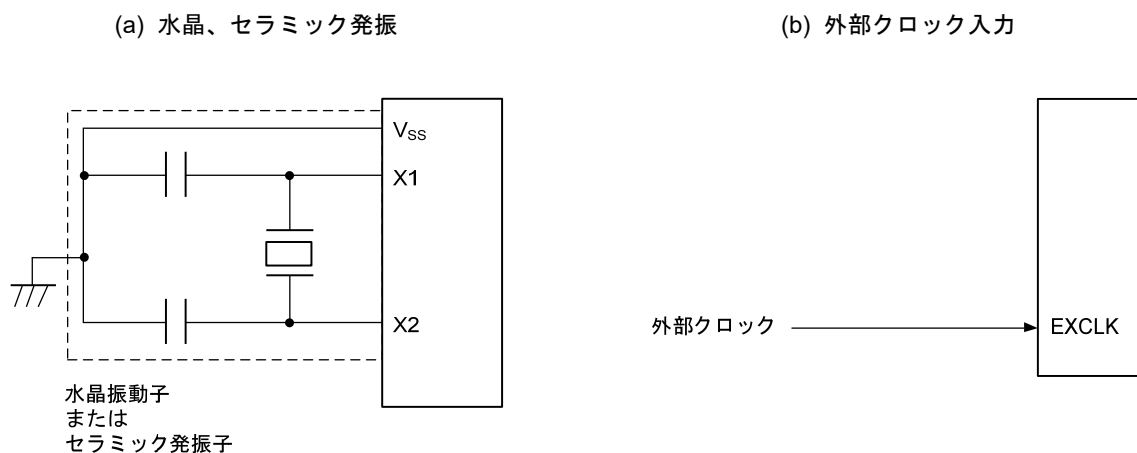 (a) 水晶、セラミック発振
(b) 外部クロック入力
VSS
X1
X2
水晶振動子
または
セラミック発振子
外部クロック
EXCLK